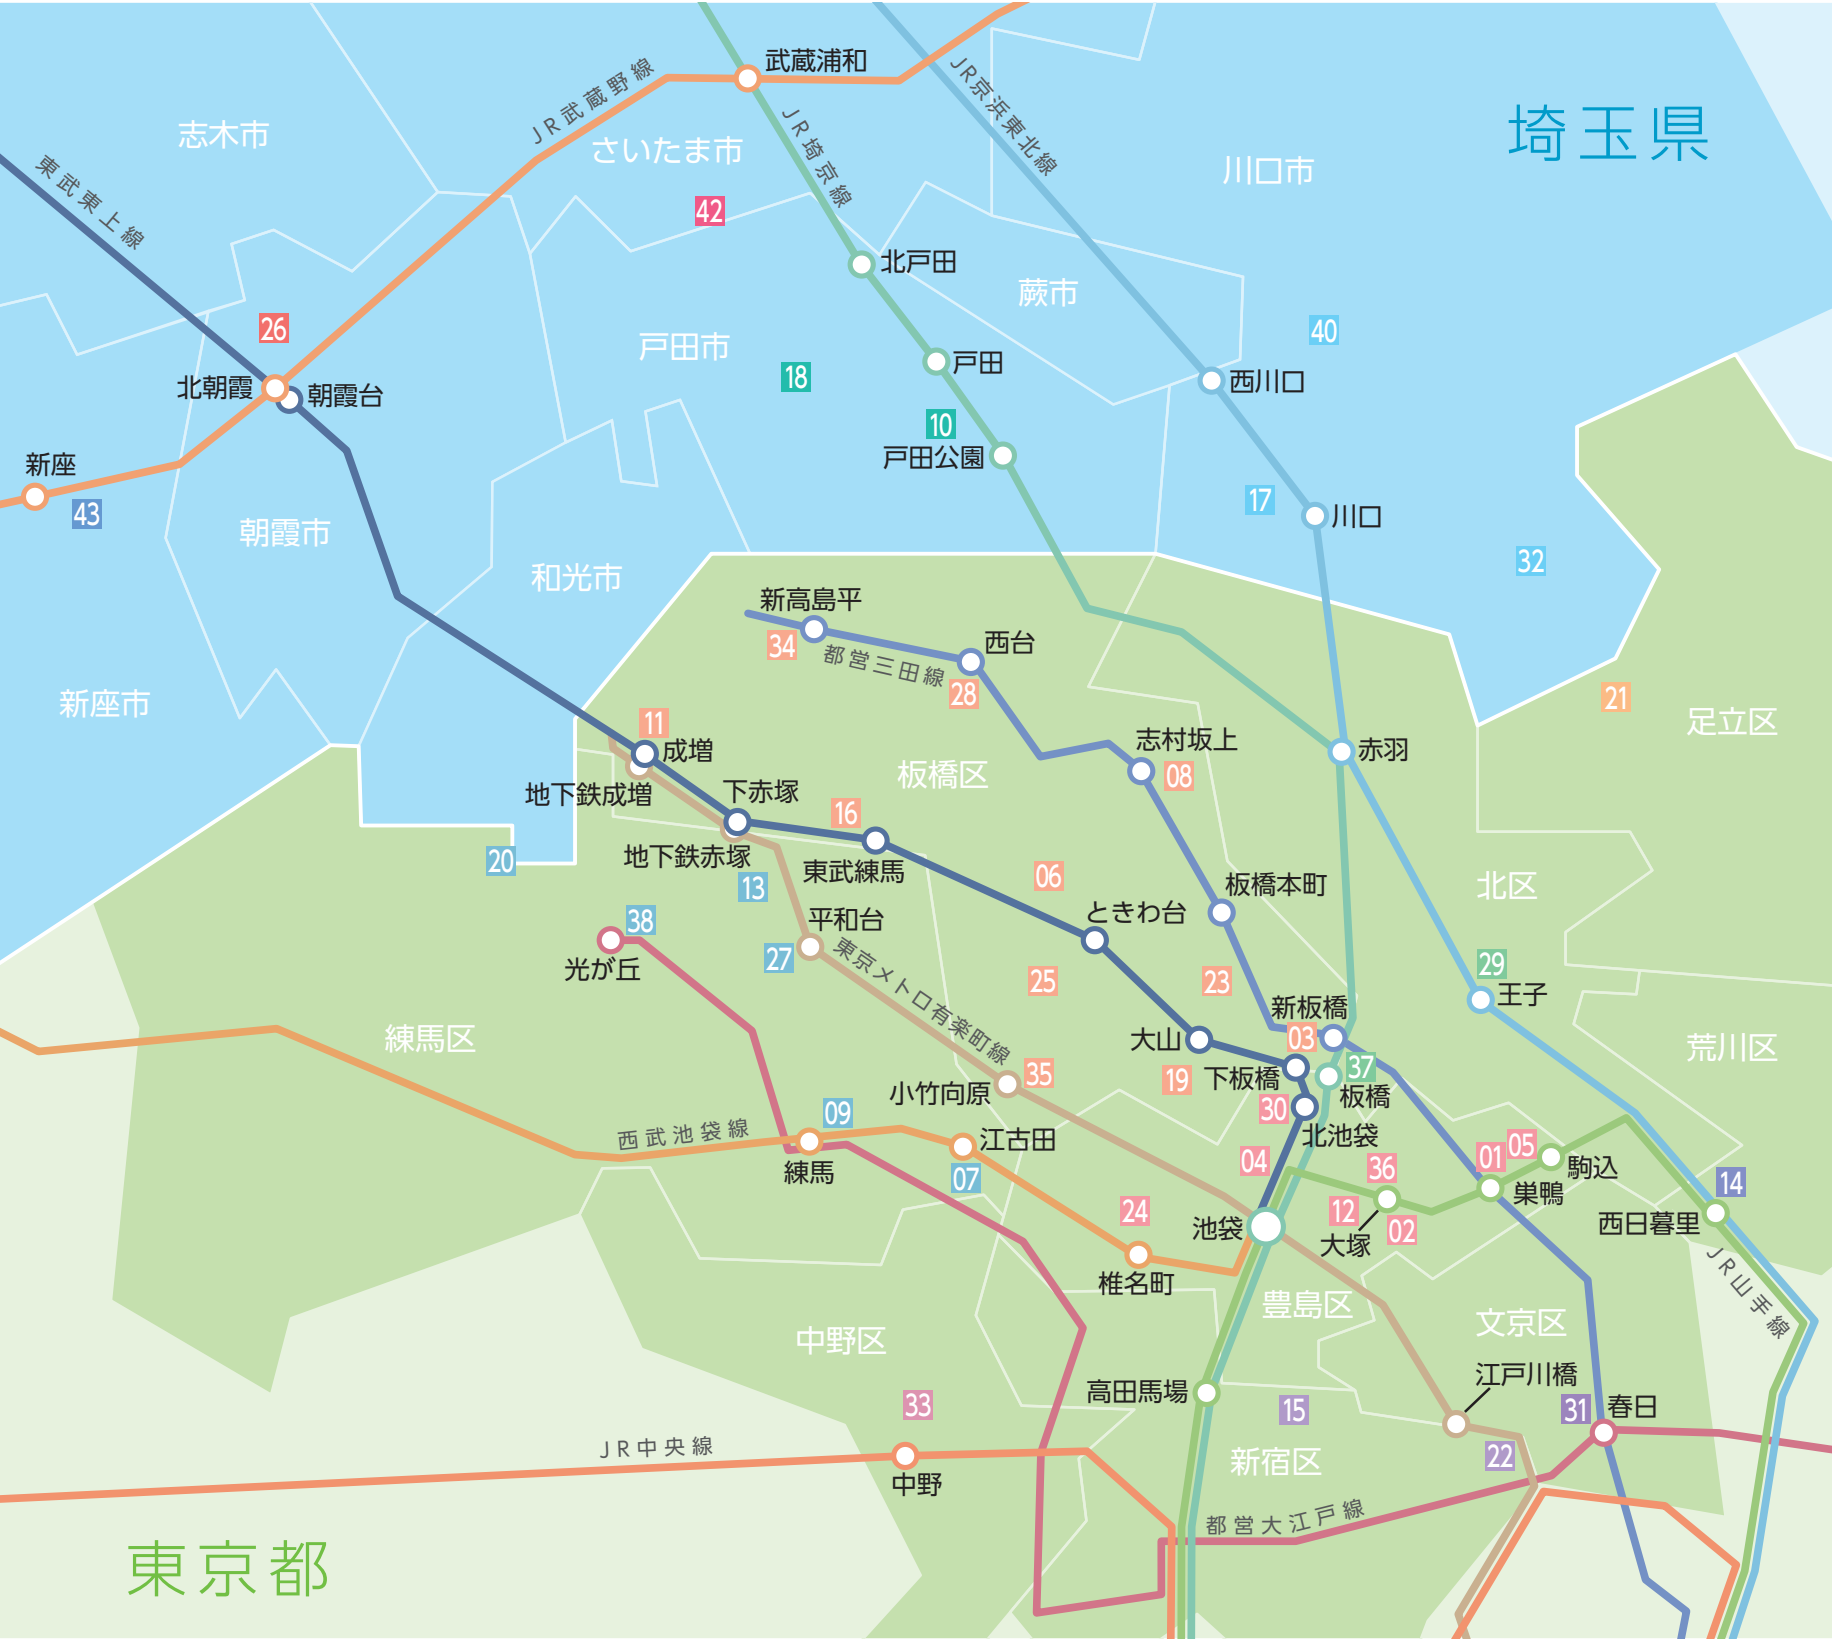 武蔵浦和
JR武蔵野線
埼玉県
志木市
さいたま市
JR埼京線
JR京浜東北線
川口市
東武東上線
42
北戸田
蕨市
26
40
戸田市
18
戸田
北朝霞
朝霞台
西川口
10
新座
戸田公園
43
17
川口
朝霞市
32
和光市
新高島平
34
都営三田線
西台
28
新座市
21
足立区
11
成増
志村坂上
赤羽
板橋区
08
地下鉄成増
下赤塚
16
20
地下鉄赤塚
東武練馬
13
06
板橋本町
北区
38
平和台
ときわ台
27
東京メトロ有楽町線
光が丘
29
25
23
王子
新板橋
練馬区
大山
03
荒川区
35
19
下板橋
37
小竹向原
板橋
30
09
西武池袋線
江古田
北池袋
練馬
07
04
36
01
05
駒込
巣鴨
14
24
12
02
池袋
大塚
西日暮里
JR山手線
椎名町
豊島区
中野区
文京区
江戸川橋
高田馬場
33
15
31
春日
JR中央線
新宿区
22
中野
都営大江戸線
東京都